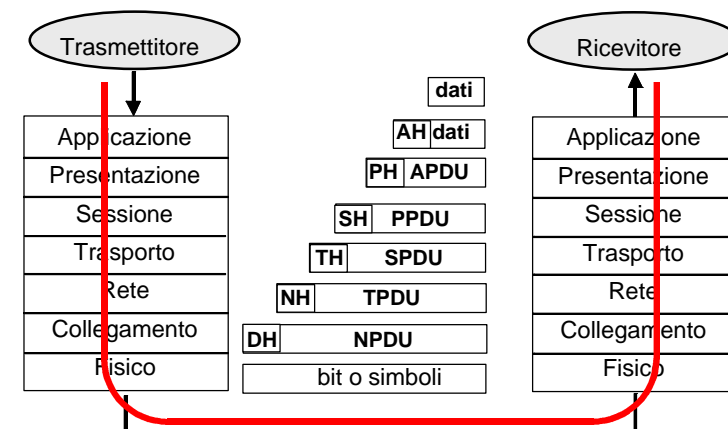 Trasmettitore
Ricevitore
dati
Applicazione
AH dati
Applicazione
Presentazione
PH APDU
Presentazione
Sessione
SH PPDU
Sessione
Trasporto
TH SPDU
Trasporto
Rete
NH TPDU
Rete
Collegamento
DH NPDU
Collegamento
Fisico
bit o simboli
Fisico